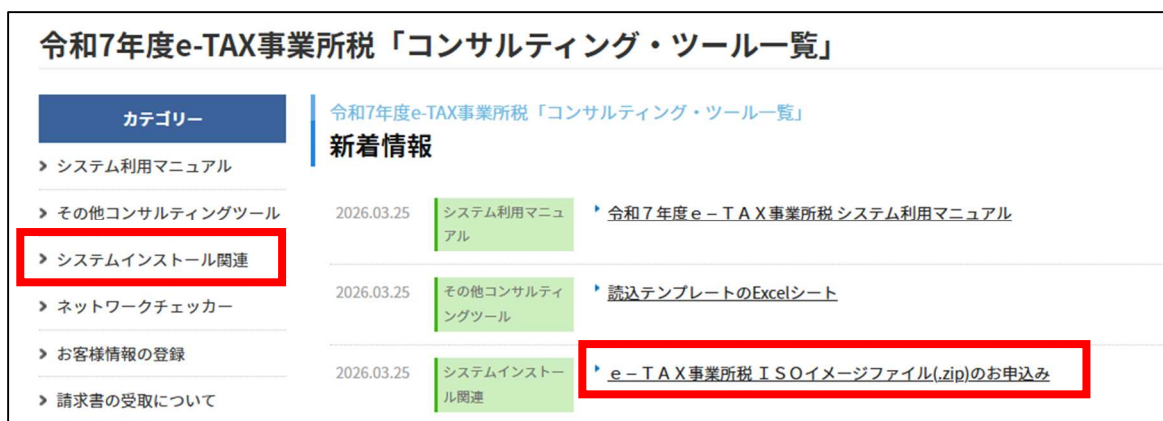 令和7年度e-TAX事業所税「コンサルティング・ツール一覧」
カテゴリー
システム利用マニュアル
その他コンサルティングツール
システムインストール関連
ネットワークチェッカー
お客様情報の登録
請求書の受取について
令和7年度e-TAX事業所税「コンサルティング・ツール一覧」
新着情報
2026.03.25
システム利用マニュ
アル
令和７年度ｅ－ＴＡＸ事業所税 システム利用マニュアル
2026.03.25
その他コンサルティ
ングツール
読込テンプレートのExcelシート
2026.03.25
システムインストー
ル関連
ｅ－ＴＡＸ事業所税 ＩＳＯイメージファイル(.zip)のお申込み